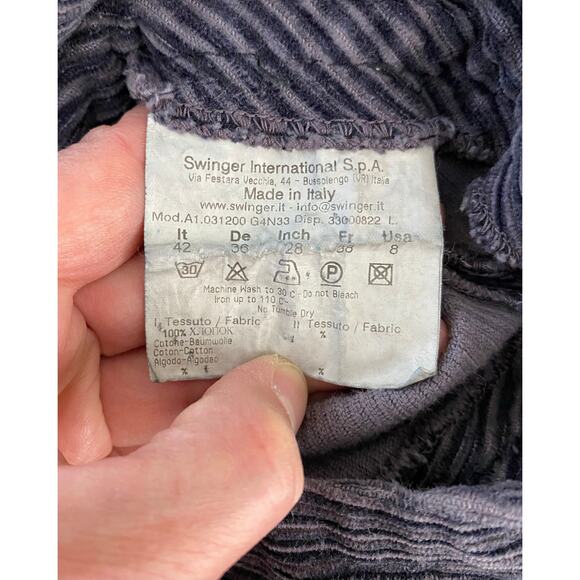 Swinger International S.p.A.
Via Festara Vecchia, 44 - Bussolengo (VR) Italia
Made in Italy
www.swinger.it - info@swinger.it
Mod.A1.031200 G4N33 Disp. 33000822 L.
It De Inch Fr Usa
42 36 28 38 8
30 P
Machine Wash to 30 C - Do not Bleach
Iron up to 110 C -
No Tumble Dry
I Tessuto / Fabric II Tessuto / Fabric
100% ХЛОПОК %
Cotone-Baumwolle
Coton-Cotton
Algodo-Algodao
% %